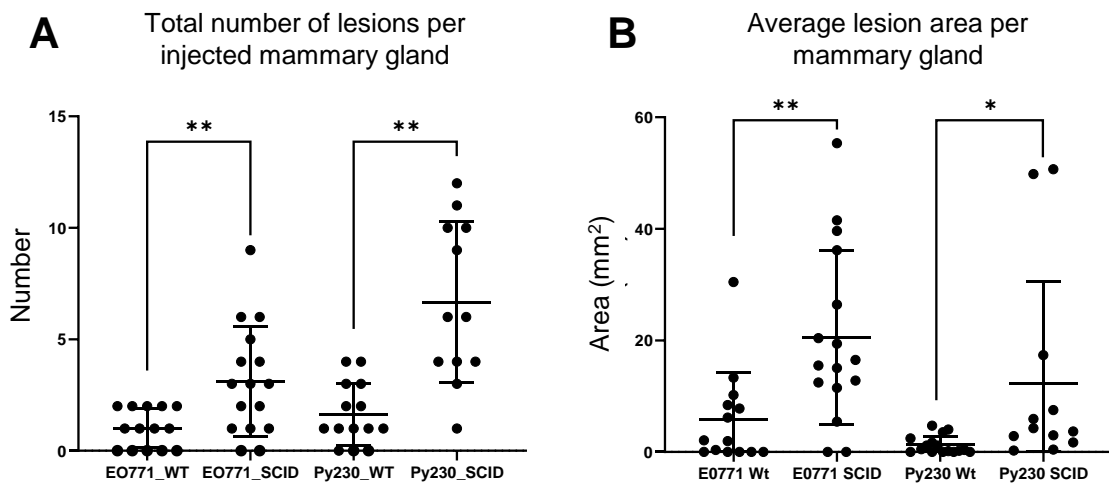 A
Total number of lesions per
injected mammary gland
Number
15
10
5
0
**
**
EO771_WT
EO771_SCID
Py230_WT
Py230_SCID
B
Average lesion area per
mammary gland
Area (mm²)
60
40
20
0
**
*
E0771 Wt
E0771 SCID
Py230 Wt
Py230 SCID